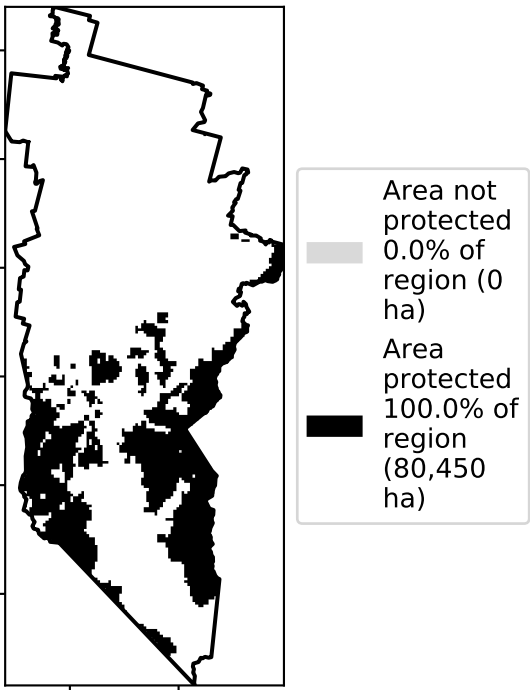 Area not
protected
0.0% of
region (0
ha)
Area
protected
100.0% of
region
(80,450
ha)